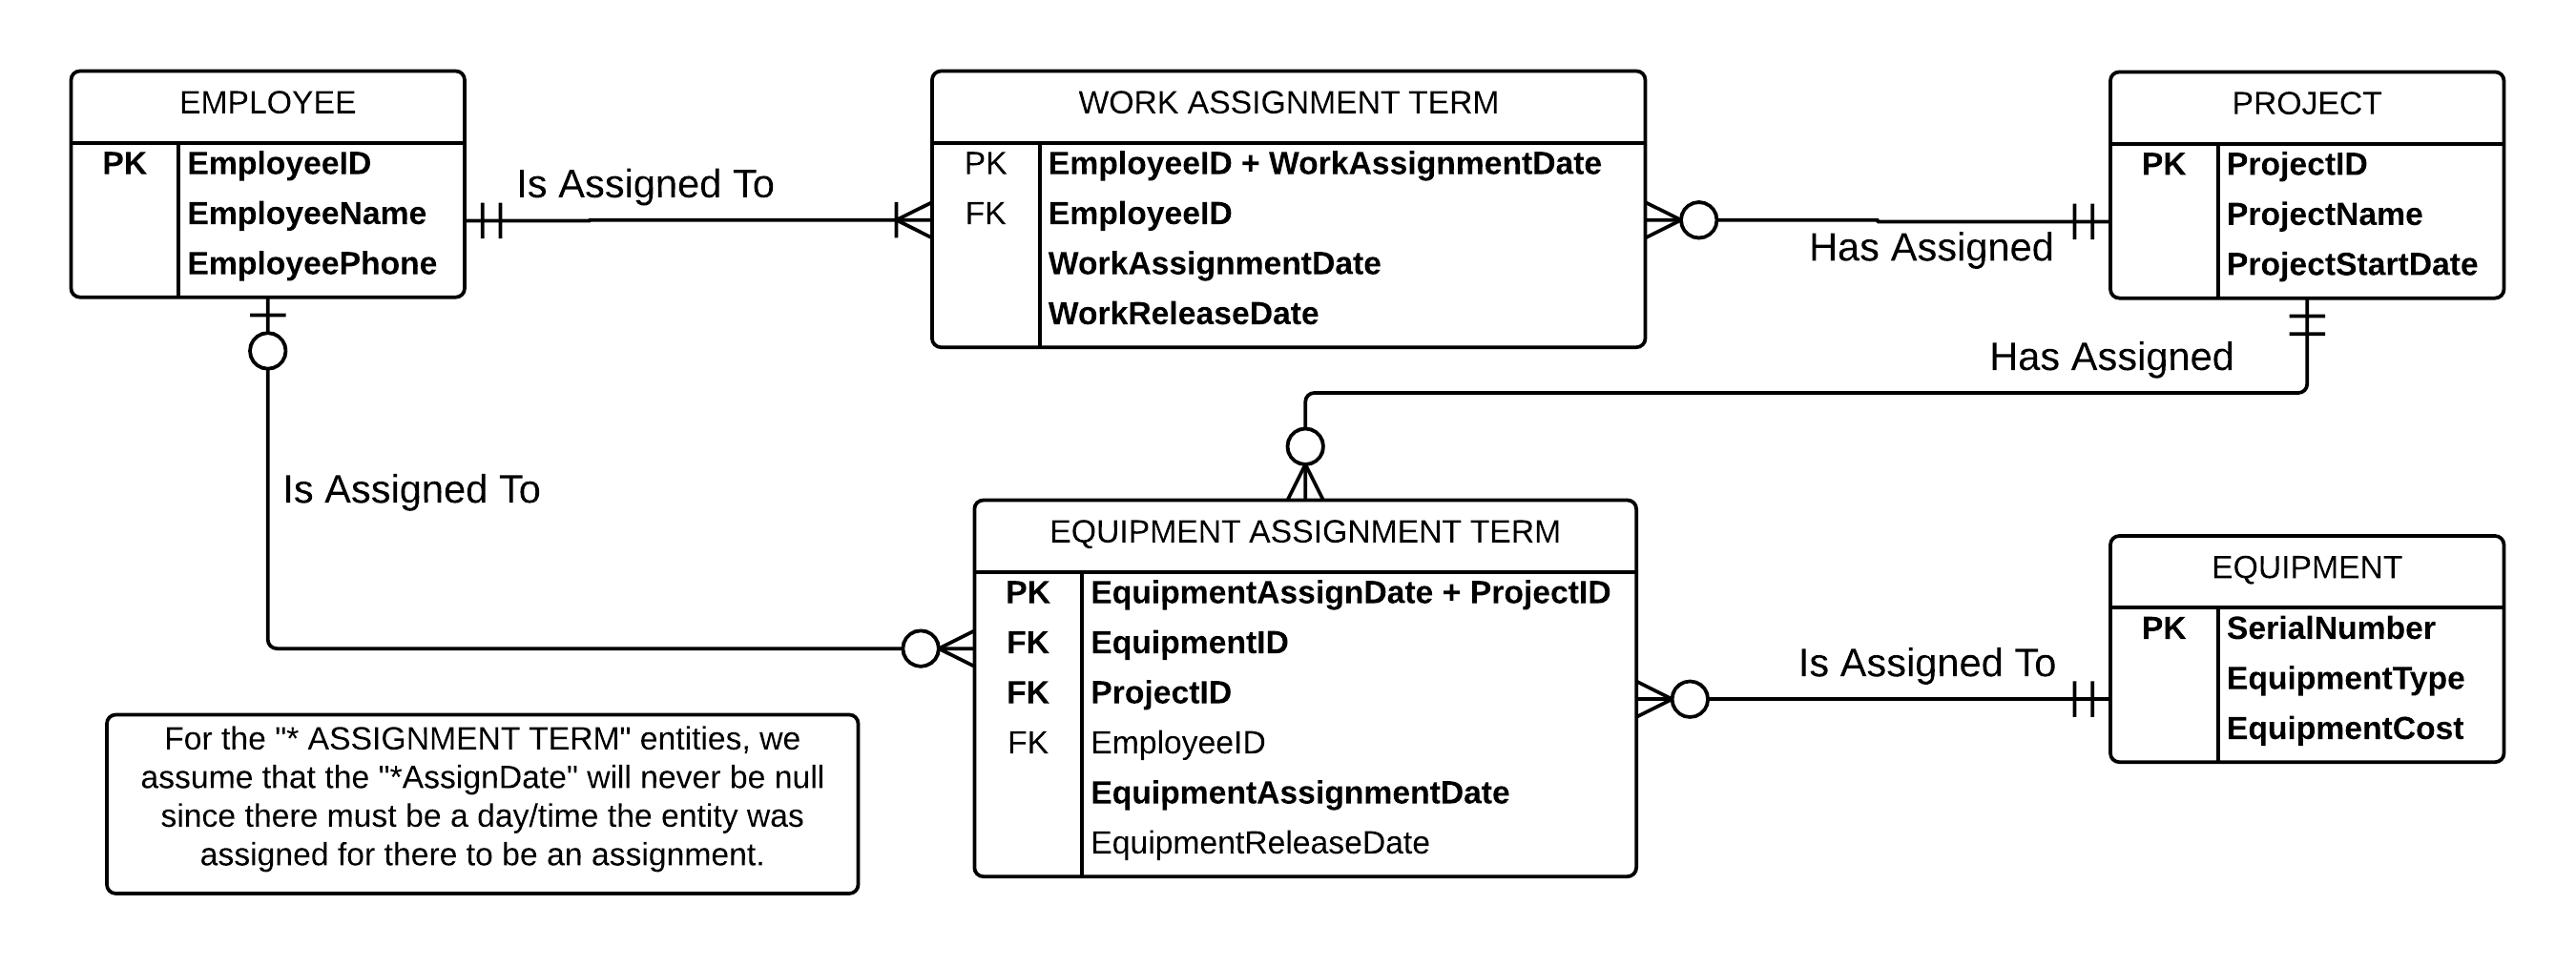 EMPLOYEE
PK EmployeeID
EmployeeName
EmployeePhone
Is Assigned To
WORK ASSIGNMENT TERM
PK EmployeeID + WorkAssignmentDate
FK EmployeeID
WorkAssignmentDate
WorkReleaseDate
Has Assigned
PROJECT
PK ProjectID
ProjectName
ProjectStartDate
Has Assigned
Is Assigned To
EQUIPMENT ASSIGNMENT TERM
PK EquipmentAssignDate + ProjectID
FK EquipmentID
FK ProjectID
FK EmployeeID
EquipmentAssignmentDate
EquipmentReleaseDate
Is Assigned To
EQUIPMENT
PK SerialNumber
EquipmentType
EquipmentCost
For the "* ASSIGNMENT TERM" entities, we
assume that the "*AssignDate" will never be null
since there must be a day/time the entity was
assigned for there to be an assignment.